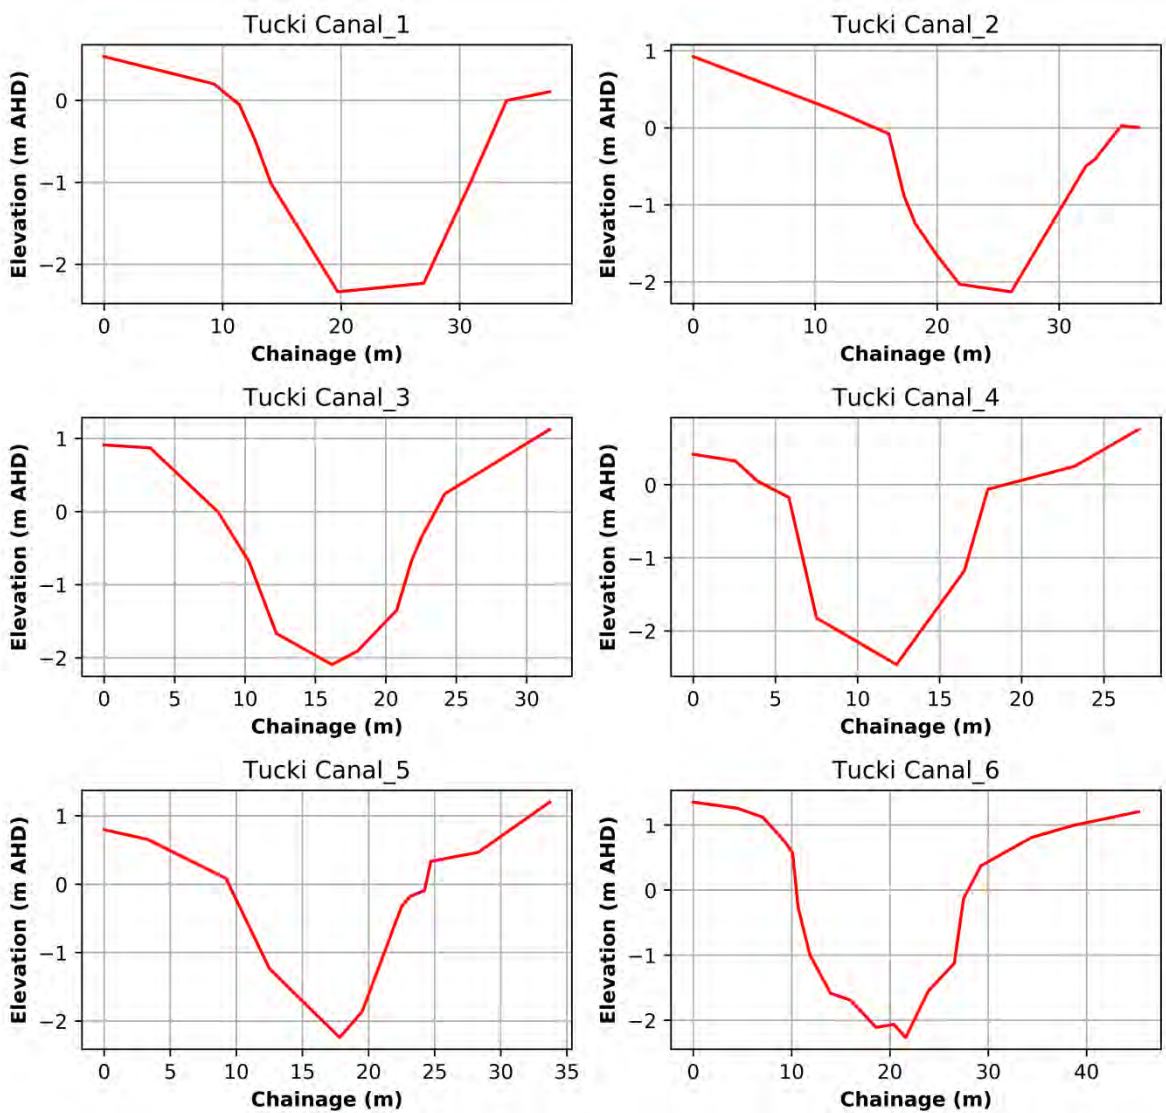 Tucki Canal_1
Elevation (m AHD)
0
−1
−2
0 10 20 30
Chainage (m)
Tucki Canal_2
Elevation (m AHD)
1
0
−1
−2
0 10 20 30
Chainage (m)
Tucki Canal_3
Elevation (m AHD)
1
0
−1
−2
0 5 10 15 20 25 30
Chainage (m)
Tucki Canal_4
Elevation (m AHD)
0
−1
−2
0 5 10 15 20 25
Chainage (m)
Tucki Canal_5
Elevation (m AHD)
1
0
−1
−2
0 5 10 15 20 25 30 35
Chainage (m)
Tucki Canal_6
Elevation (m AHD)
1
0
−1
−2
0 10 20 30 40
Chainage (m)